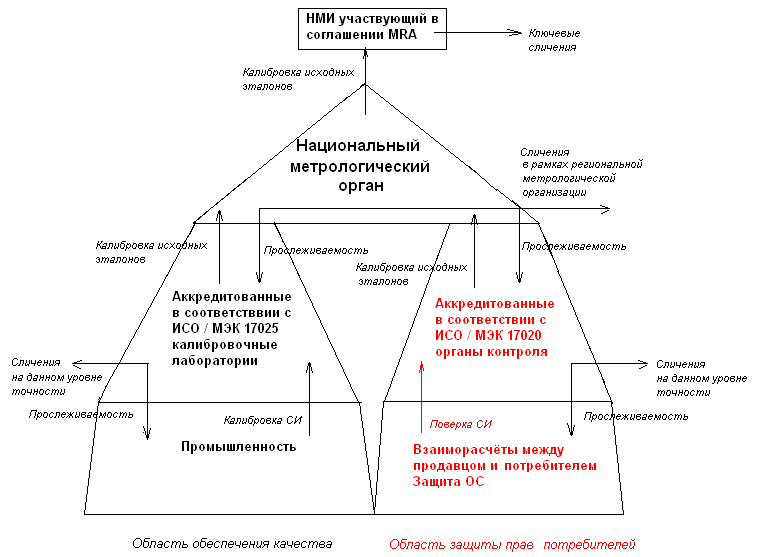 НМИ участвующий в
соглашении MRA
Ключевые
сличения
Калибровка исходных
эталонов
Национальный
метрологический
орган
Сличения
в рамках региональной
метрологической
организации
Калибровка исходных
эталонов
Прослеживаемость
Калибровка исходных
эталонов
Прослеживаемость
Аккредитованные
в соответстввии с
ИСО / МЭК 17025
калибровочные
лаборатории
Аккредитованные
в соответствии с
ИСО / МЭК 17020
органы контроля
Сличения
на данном уровне
точности
Сличения
на данном уровне
точности
Прослеживаемость
Калибровка СИ
Поверка СИ
Прослеживаемость
Промышленность
Взаиморасчёты между
продавцом и потребителем
Защита ОС
Область обеспечения качества
Область защиты прав потребителей